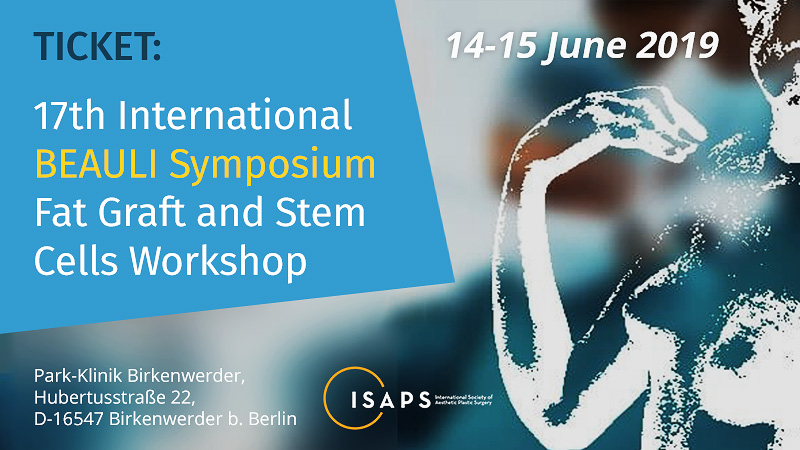 TICKET:
14-15 June 2019
17th International
BEAULI Symposium
Fat Graft and Stem
Cells Workshop
Park-Klinik Birkenwerder,
Hubertusstraße 22,
D-16547 Birkenwerder b. Berlin
ISAPS
International Society of
Aesthetic Plastic Surgery